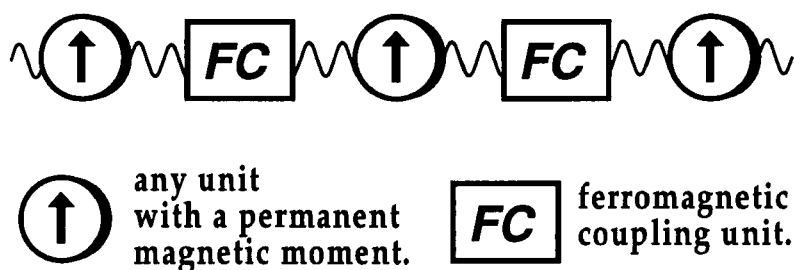 FC FC
any unit
with a permanent
magnetic moment.
FC
ferromagnetic
coupling unit.